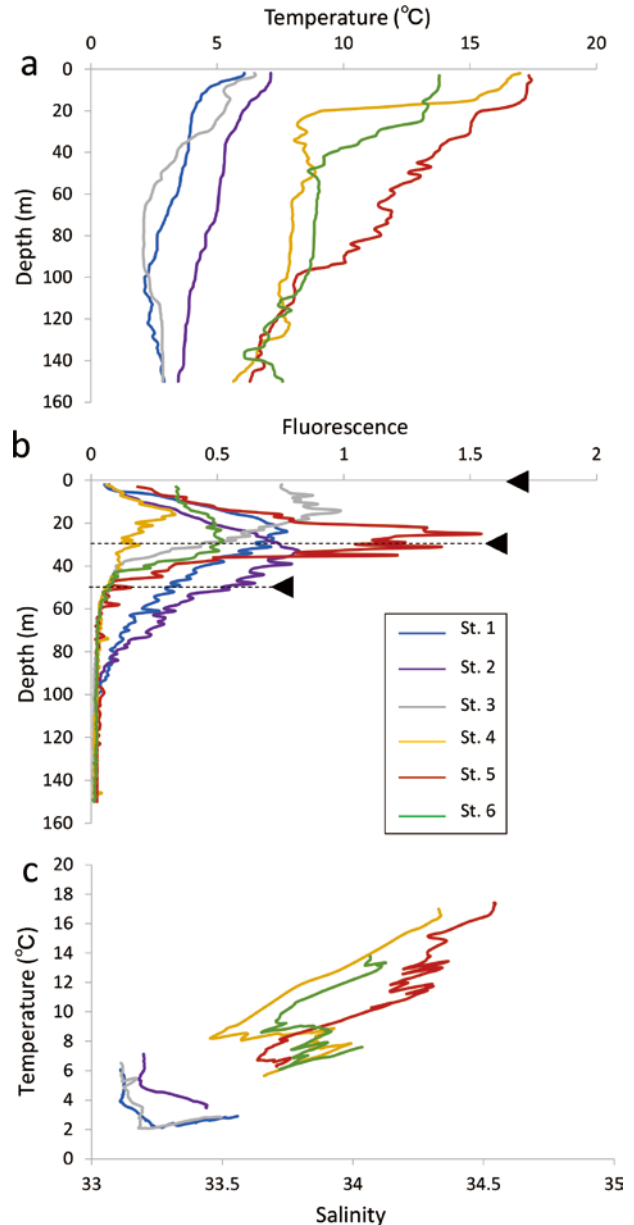 Temperature (℃)
0 5 10 15 20
a
0
20
40
60
80
100
120
140
160
Depth (m)
Fluorescence
b
0 0.5 1 1.5 2
0
20
40
60
80
100
120
140
160
Depth (m)
St. 1
St. 2
St. 3
St. 4
St. 5
St. 6
c
20
18
16
14
12
10
8
6
4
2
0
Temperature (℃)
33 33.5 34 34.5 35
Salinity